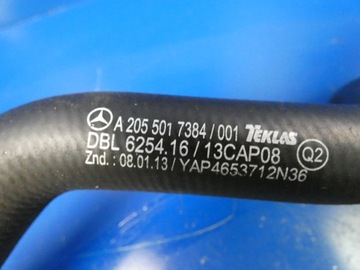 A 205 501 7384 / 001 TEKLAS
DBL 6254.16 / 13CAP08 Q2
Znd. : 08.01.13 / YAP4653712N36